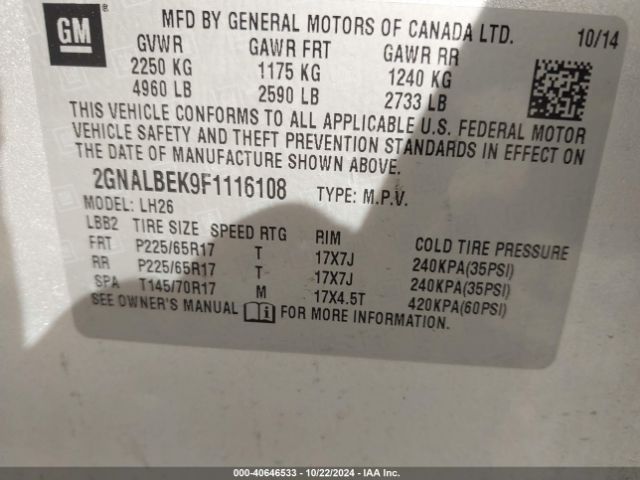 GM ®
MFD BY GENERAL MOTORS OF CANADA LTD. 10/14
GVWR GAWR FRT GAWR RR
2250 KG 1175 KG 1240 KG
4960 LB 2590 LB 2733 LB
THIS VEHICLE CONFORMS TO ALL APPLICABLE U.S. FEDERAL MOTOR
VEHICLE SAFETY AND THEFT PREVENTION STANDARDS IN EFFECT ON
THE DATE OF MANUFACTURE SHOWN ABOVE.
2GNALBEK9F1116108 TYPE: M.P.V.
MODEL: LH26
LBB2 TIRE SIZE SPEED RTG RIM COLD TIRE PRESSURE
FRT P225/65R17 T 17X7J 240KPA(35PSI)
RR P225/65R17 T 17X7J 240KPA(35PSI)
SPA T145/70R17 M 17X4.5T 420KPA(60PSI)
SEE OWNER'S MANUAL FOR MORE INFORMATION.
00 - 40646533 - 10/22/2024 - IAA Inc.